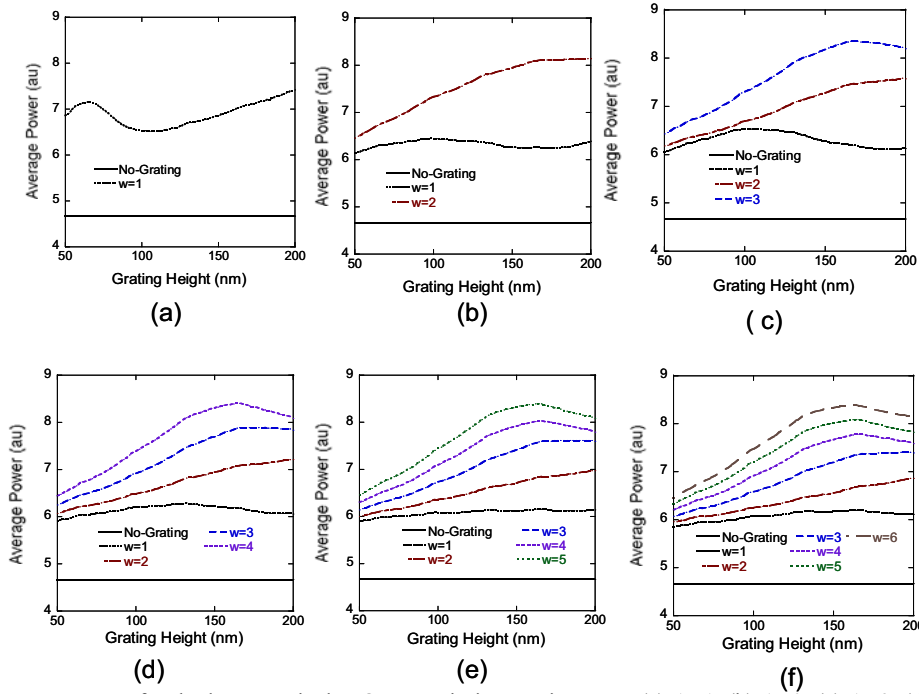 9
8
7
6
5
4
Average Power (au)
No-Grating
w=1
50 100 150 200
Grating Height (nm)
(a)
9
8
7
6
5
4
Average Power (au)
No-Grating
w=1
w=2
50 100 150 200
Grating Height (nm)
(b)
9
8
7
6
5
4
Average Power (au)
No-Grating
w=1
w=2
w=3
50 100 150 200
Grating Height (nm)
( c)
9
8
7
6
5
4
Average Power (au)
No-Grating w=3
w=1 w=4
w=2
50 100 150 200
Grating Height (nm)
(d)
9
8
7
6
5
4
Average Power (au)
No-Grating w=3
w=1 w=4
w=2 w=5
50 100 150 200
Grating Height (nm)
(e)
9
8
7
6
5
4
Average Power (au)
No-Grating w=3 w=6
w=1 w=4
w=2 w=5
50 100 150 200
Grating Height (nm)
(f)